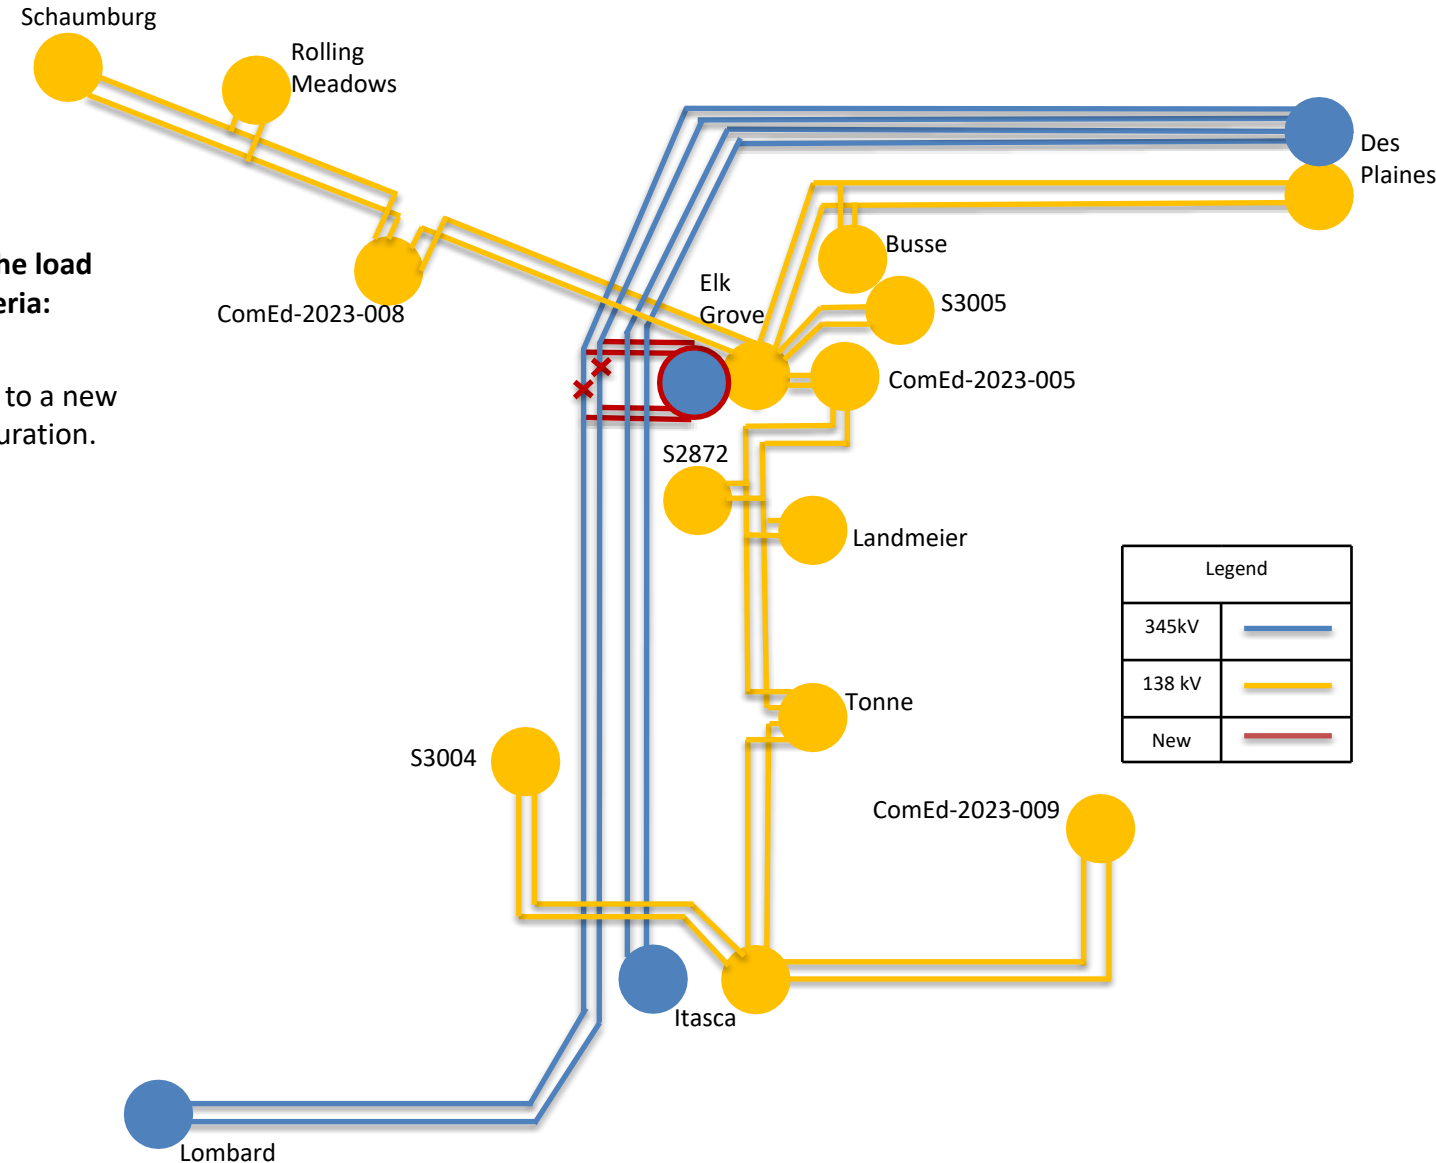 Schaumburg
Rolling
Meadows
Des
Plaines
Busse
he load
eria:
Elk
Grove
S3005
ComEd-2023-008
ComEd-2023-005
to a new
uration.
S2872
Landmeier
Legend
345kV
138 kV
New
Tonne
S3004
ComEd-2023-009
Itasca
Lombard